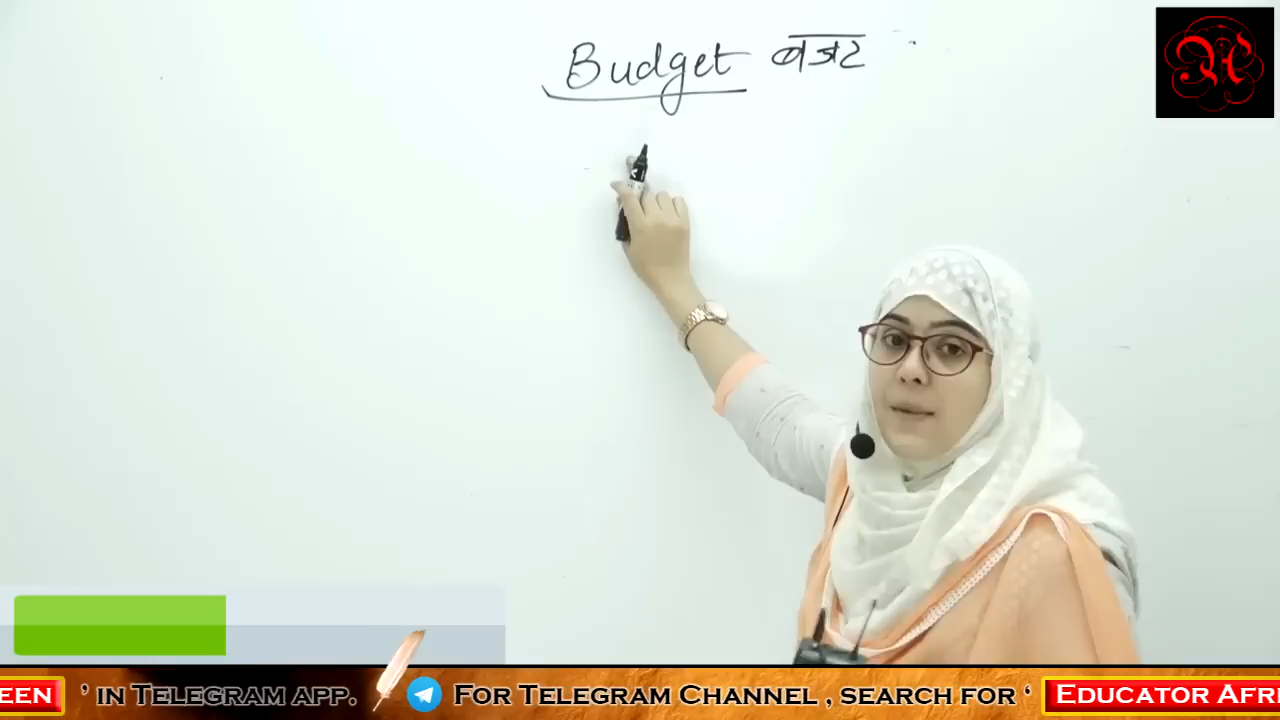 Budget बजट
EEN ' IN TELEGRAM APP. FOR TELEGRAM CHANNEL , SEARCH FOR ' EDUCATOR AFR